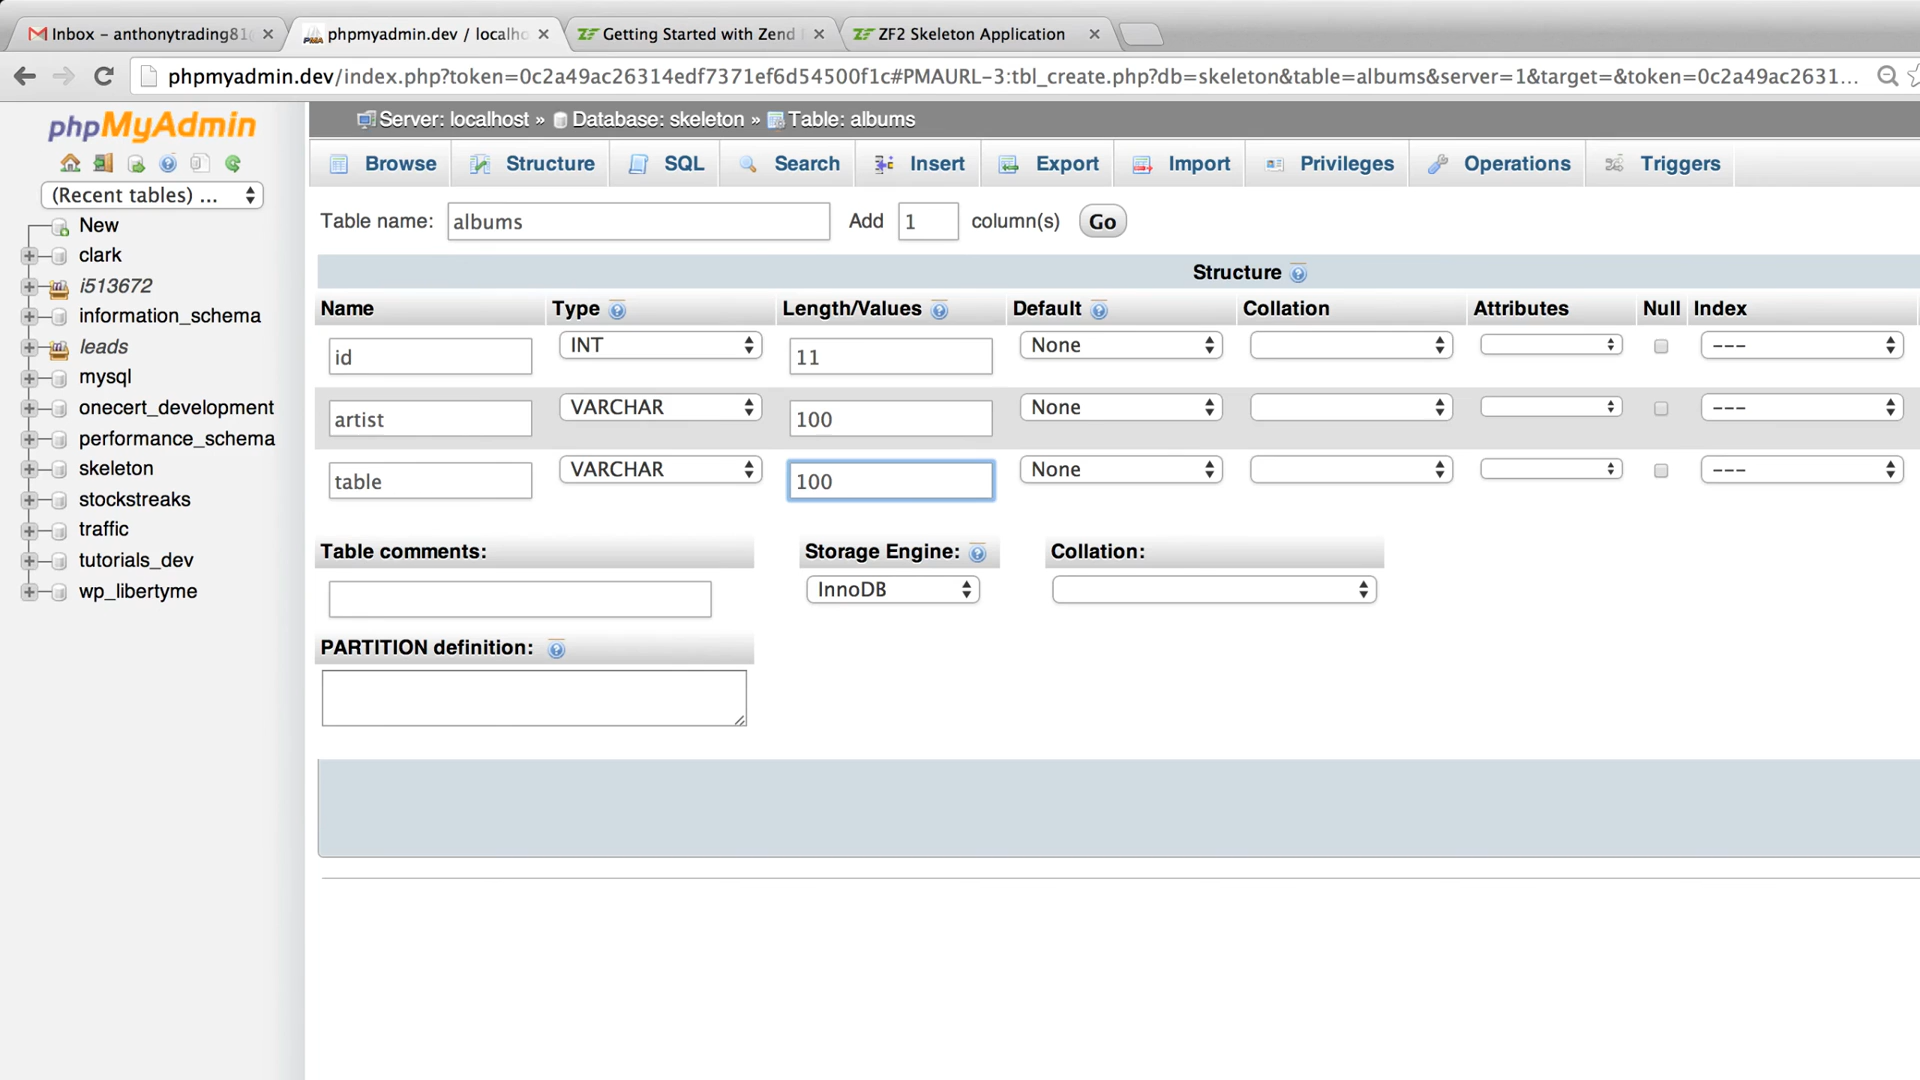 Inbox - anthonytrading81
phpmyadmin.dev / localho
Getting Started with Zend
ZF2 Skeleton Application
phpmyadmin.dev/index.php?token=0c2a49ac26314edf7371ef6d54500f1c#PMAURL-3:tbl_create.php?db=skeleton&table=albums&server=1&target=&token=0c2a49ac2631...
phpMyAdmin
(Recent tables) ...
New
clark
i513672
information_schema
leads
mysql
onecert_development
performance_schema
skeleton
stockstreaks
traffic
tutorials_dev
wp_libertyme
Server: localhost » Database: skeleton » Table: albums
Browse Structure SQL Search Insert Export Import Privileges Operations Triggers
Table name: albums Add 1 column(s) Go
Structure
Name Type Length/Values Default Collation Attributes Null Index
id INT 11 None ---
artist VARCHAR 100 None ---
table VARCHAR 100 None ---
Table comments: Storage Engine: Collation:
InnoDB
PARTITION definition: